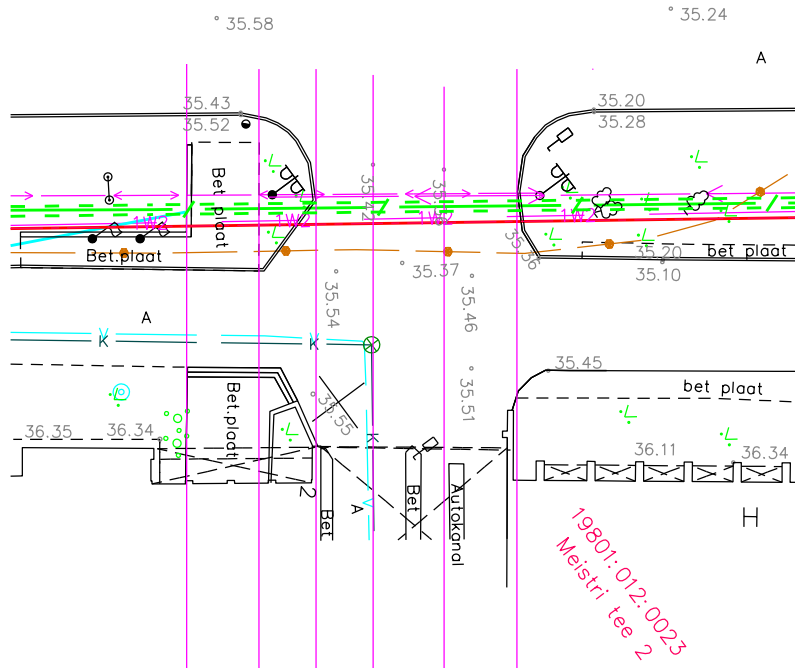 35.58
35.24
A
35.43
35.52
35.20
35.28
Bet plaat
35.42
1W2
1W2
1W2
1W2
35.36
Bet.plaat
35.37
35.20
35.10
bet plaat
35.54
35.46
A
V
K
K
35.45
Bet.plaat
35.55
35.51
bet plaat
36.35
36.34
K
36.11
36.34
2
Bet
A
V
Bet
Autokanal
H
19801:012:0023
Meistri tee 2